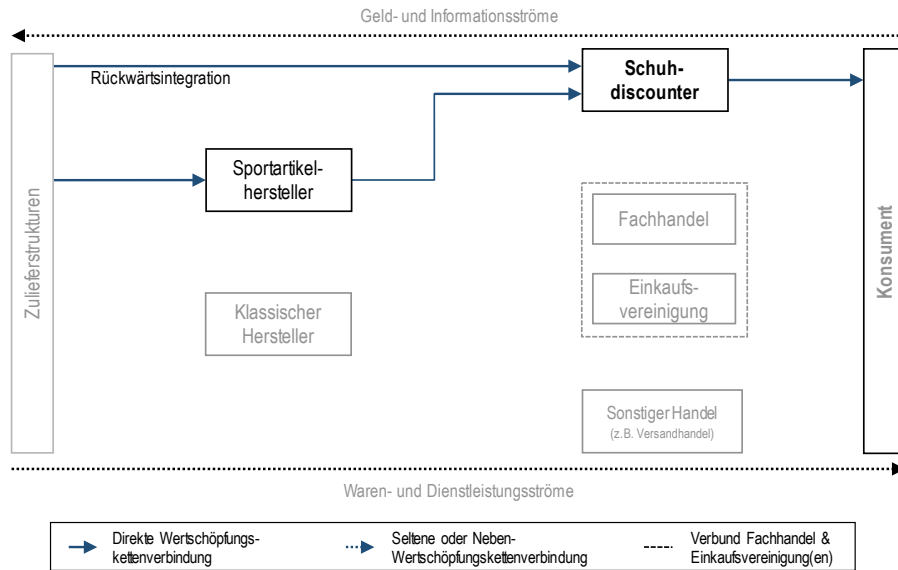 Geld- und Informationsströme
Rückwärtsintegration
Schuh-
discounter
Zulieferstrukturen
Sportartikel-
hersteller
Fachhandel
Konsument
Klassischer
Hersteller
Einkaufs-
vereinigung
Sonstiger Handel
(z.B. Versandhandel)
Waren- und Dienstleistungsströme
Direkte Wertschöpfungs-
kettenverbindung
Seltene oder Neben-
Wertschöpfungskettenverbindung
Verbund Fachhandel &
Einkaufsvereinigung(en)